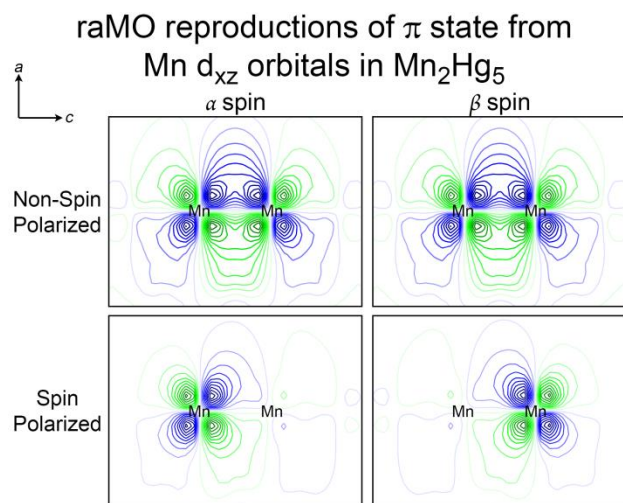 raMO reproductions of π state from
Mn dxz orbitals in Mn2Hg5
a
c
α spin
β spin
Non-Spin
Polarized
Mn Mn
Mn Mn
Spin
Polarized
Mn Mn
Mn Mn